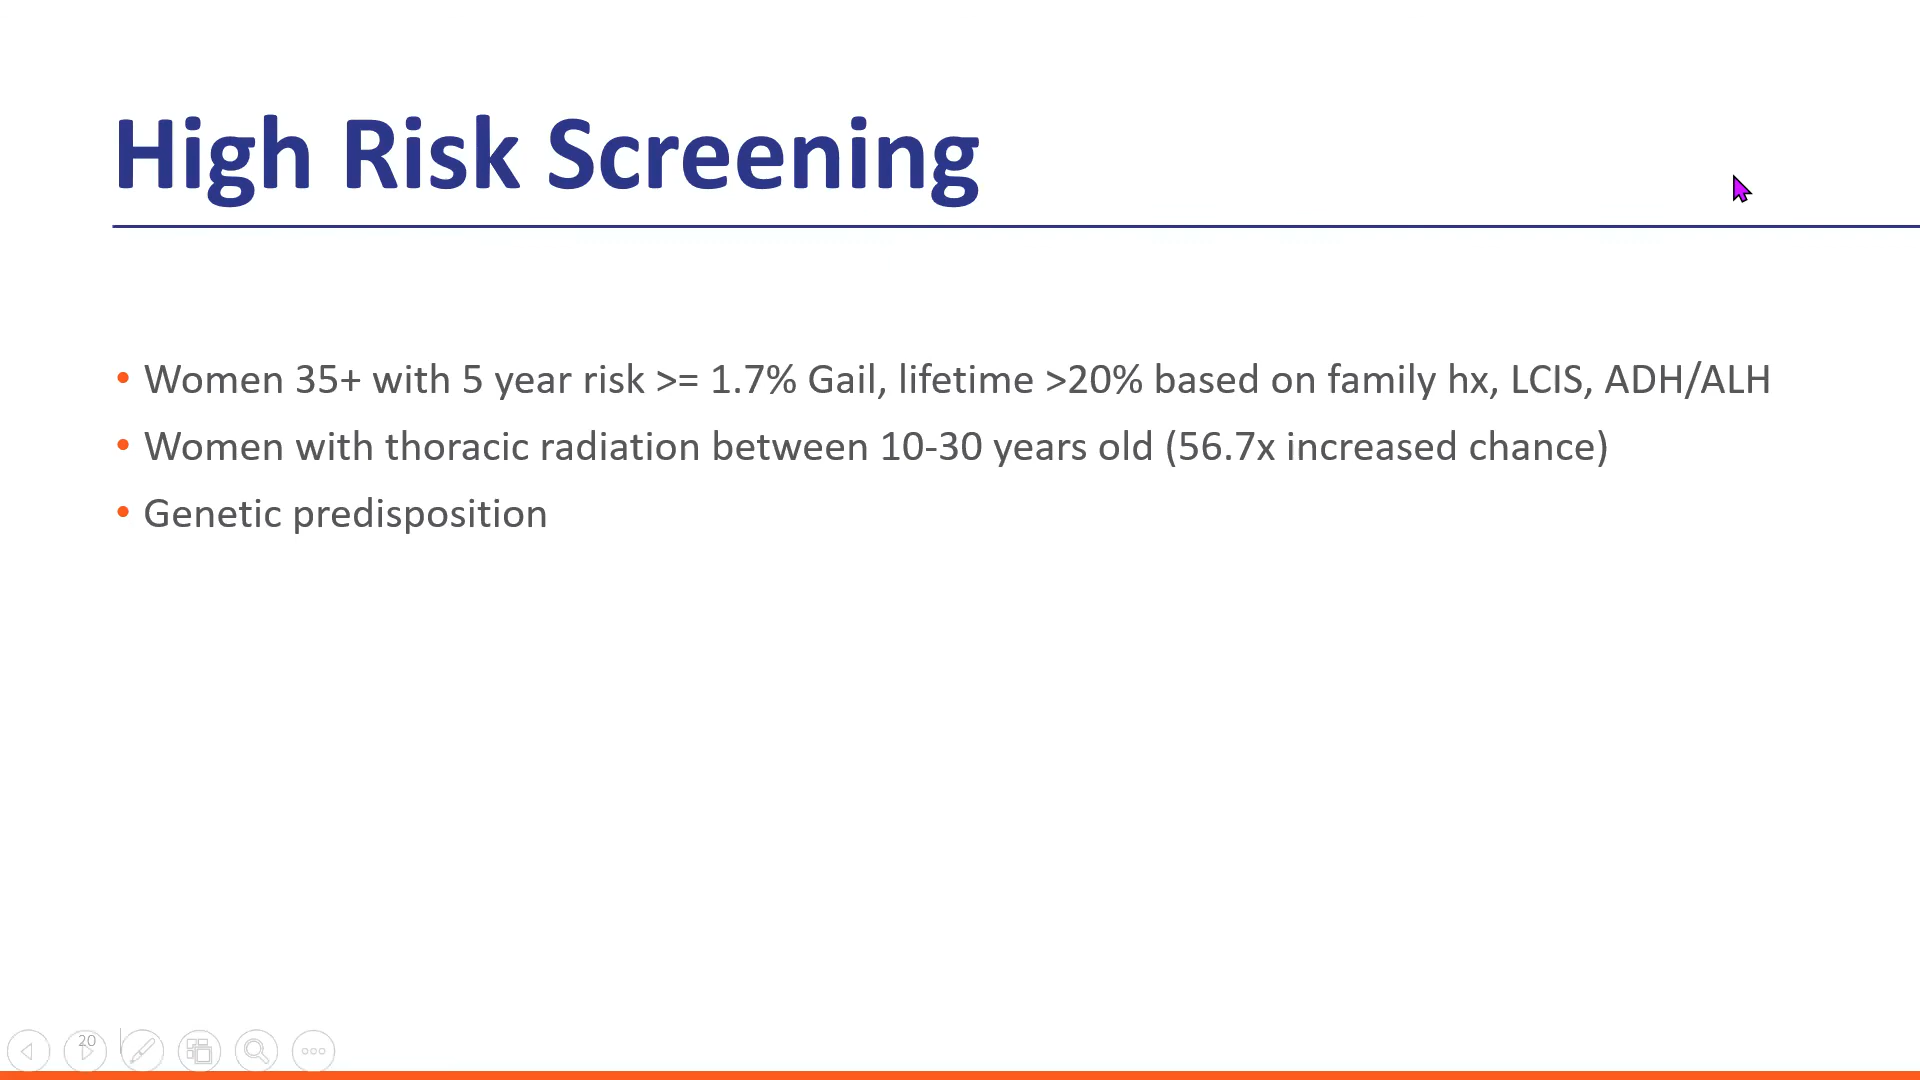 High Risk Screening
• Women 35+ with 5 year risk >= 1.7% Gail, lifetime >20% based on family hx, LCIS, ADH/ALH
• Women with thoracic radiation between 10-30 years old (56.7x increased chance)
• Genetic predisposition
20